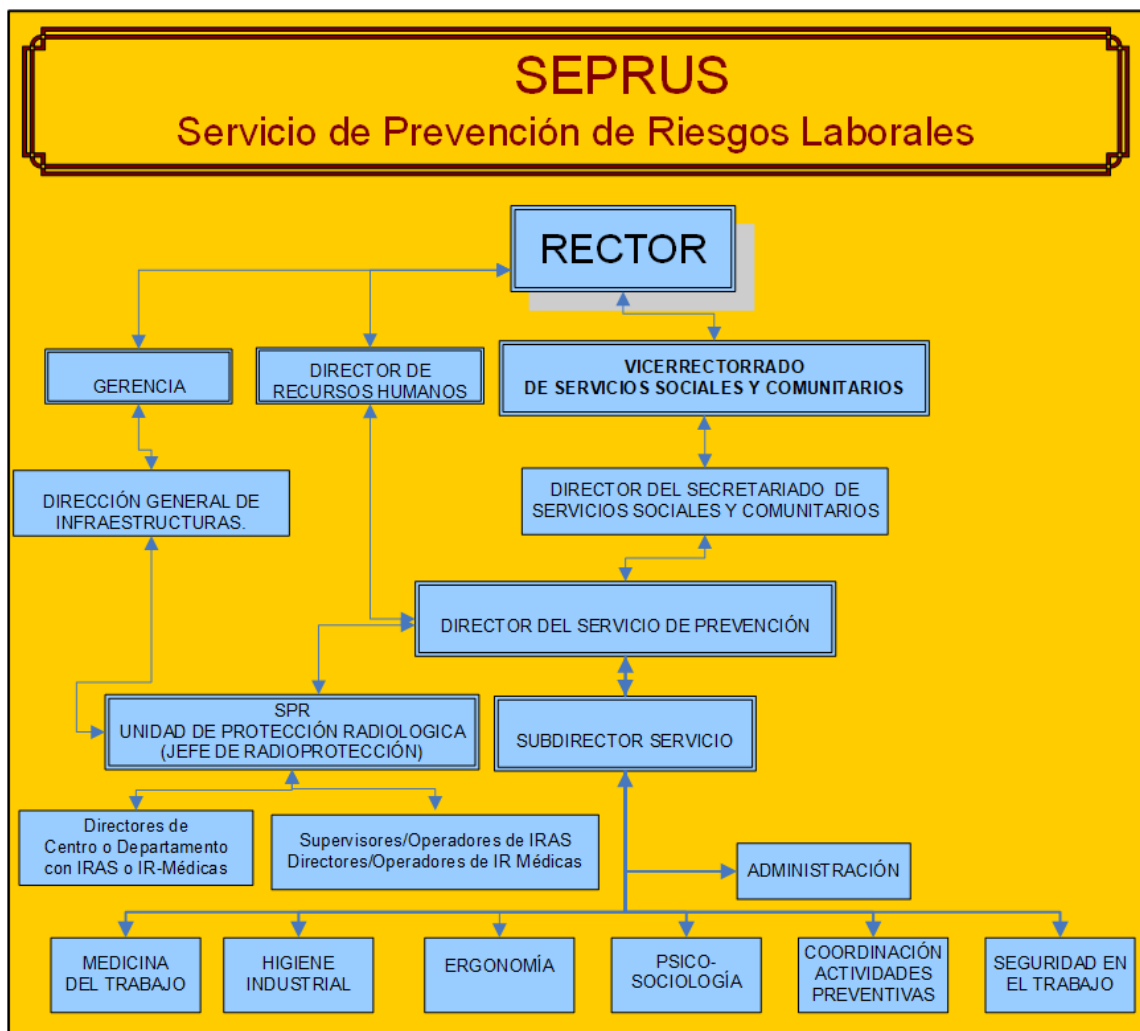 SEPRUS
Servicio de Prevención de Riesgos Laborales
RECTOR
GERENCIA
DIRECTOR DE
RECURSOS HUMANOS
VICERRECTORRADO
DE SERVICIOS SOCIALES Y COMUNITARIOS
DIRECCIÓN GENERAL DE
INFRAESTRUCTURAS.
DIRECTOR DEL SECRETARIADO DE
SERVICIOS SOCIALES Y COMUNITARIOS
DIRECTOR DEL SERVICIO DE PREVENCIÓN
SPR
UNIDAD DE PROTECCIÓN RADIOLOGICA
(JEFE DE RADIOPROTECCIÓN)
SUBDIRECTOR SERVICIO
Directores de
Centro o Departamento
con IRAS o IR-Médicas
Supervisores/Operadores de IRAS
Directores/Operadores de IR Médicas
ADMINISTRACIÓN
MEDICINA
DEL TRABAJO
HIGIENE
INDUSTRIAL
ERGONOMÍA
PSICO-
SOCIOLOGÍA
COORDINACIÓN
ACTIVIDADES
PREVENTIVAS
SEGURIDAD EN
EL TRABAJO